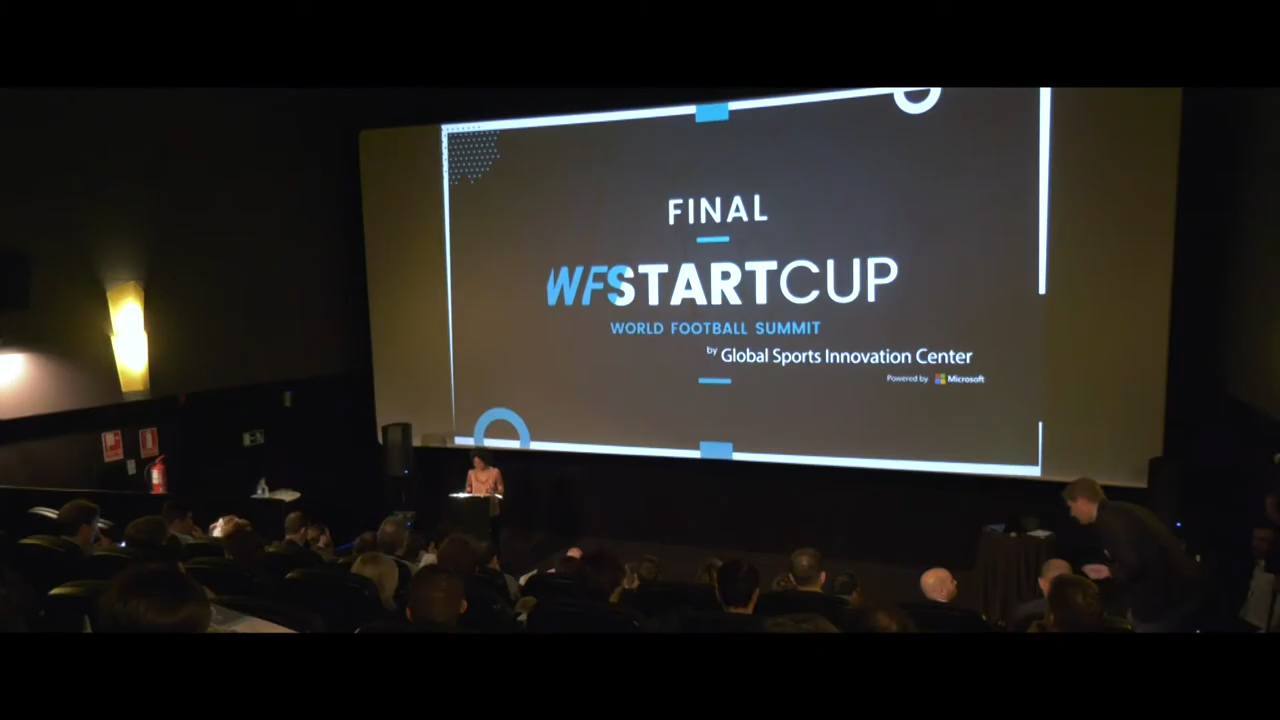 FINAL
WFSTARTCUP
WORLD FOOTBALL SUMMIT
by Global Sports Innovation Center
Powered by Microsoft